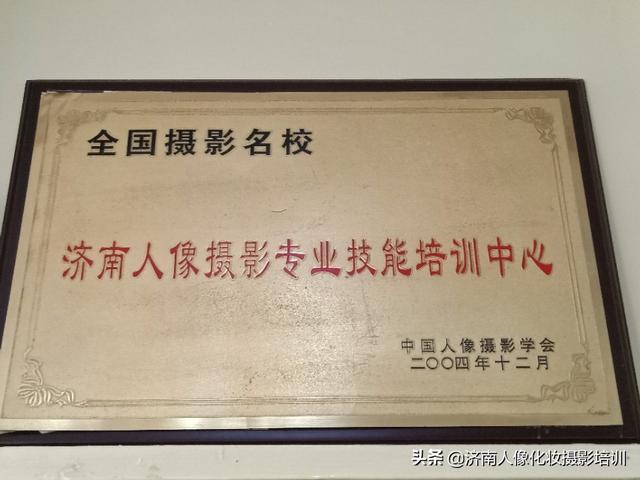 全国摄影名校
济南人像摄影专业技能培训中心
中国人像摄影学会
二〇〇四年十二月
头条 @济南人像化妆摄影培训